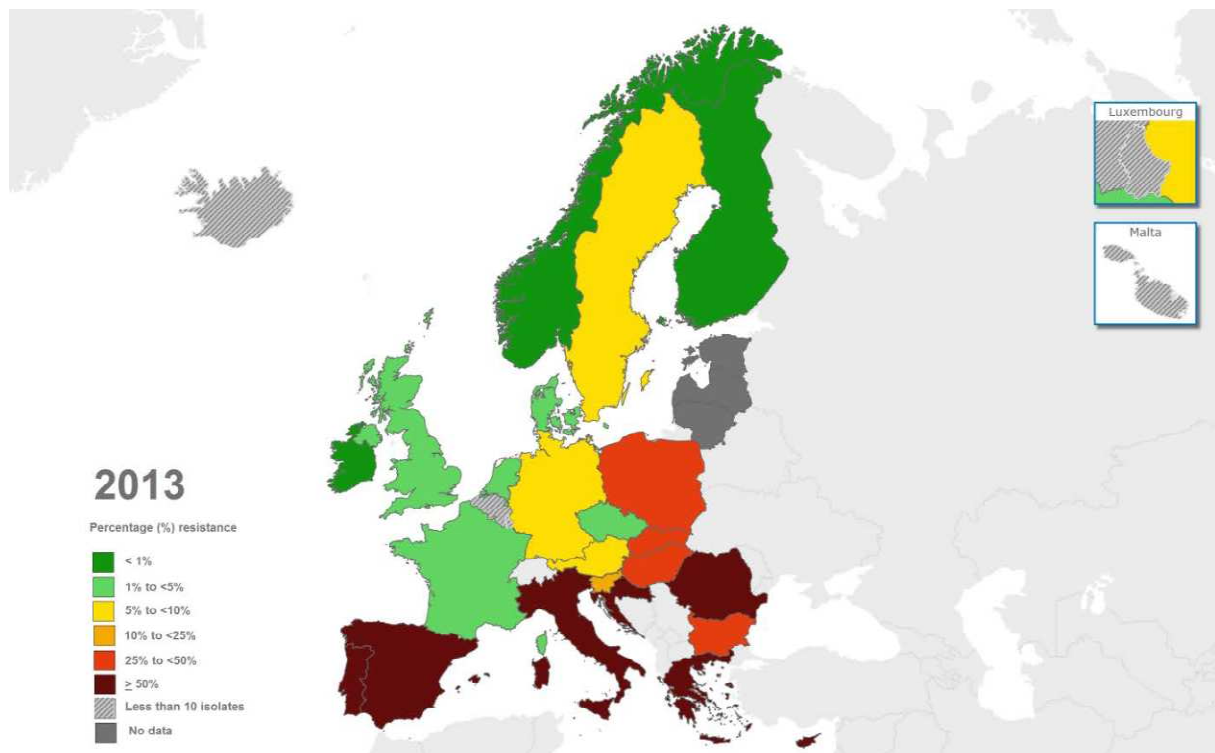 Luxembourg
Malta
2013
Percentage (%) resistance
< 1%
1% to <5%
5% to <10%
10% to <25%
25% to <50%
≥ 50%
Less than 10 isolates
No data